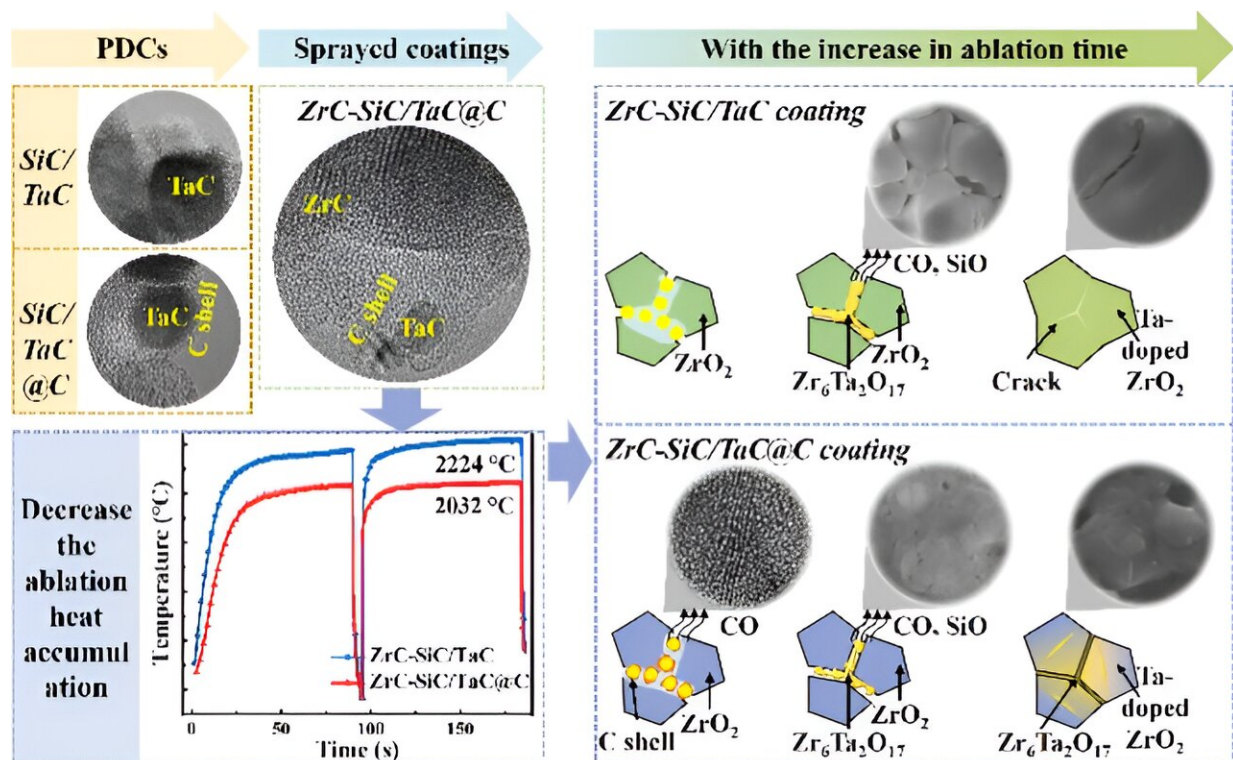 PDCs
Sprayed coatings
With the increase in ablation time
SiC/
TaC
TaC
SiC/
TaC
@C
TaC
C shell
ZrC-SiC/TaC@C
ZrC
C shell
TaC
ZrC-SiC/TaC coating
ZrO₂
CO, SiO
ZrO₂
Zr₆Ta₂O₁₇
Crack
Ta-
doped
ZrO₂
Decrease
the
ablation
heat
accumul
ation
Temperature (°C)
2224 °C
2032 °C
ZrC-SiC/TaC
ZrC-SiC/TaC@C
0
50
100
150
Time (s)
ZrC-SiC/TaC@C coating
CO
C shell
ZrO₂
CO, SiO
ZrO₂
Zr₆Ta₂O₁₇
Zr₆Ta₂O₁₇
Ta-
doped
ZrO₂